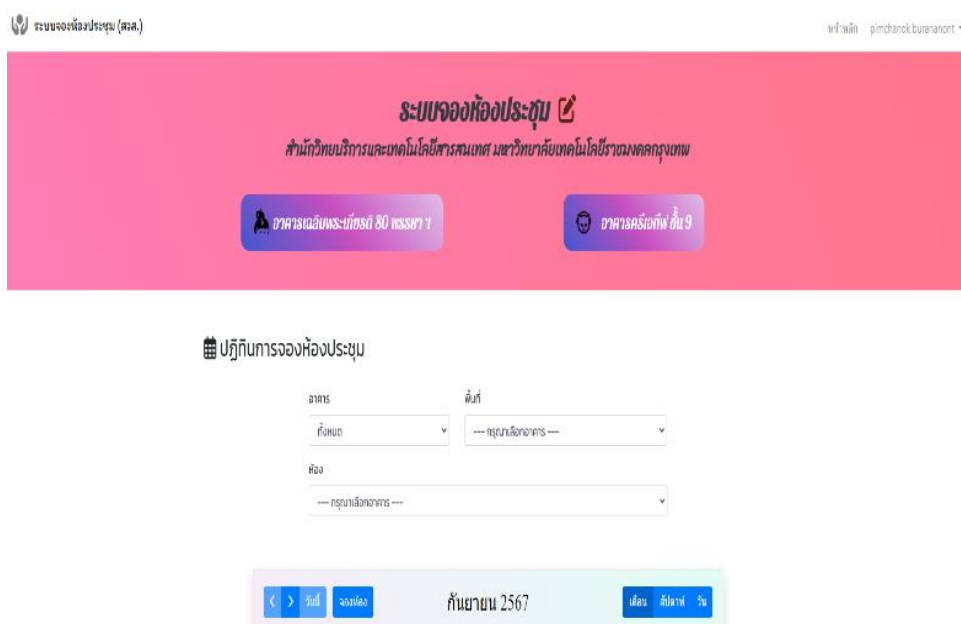 ระบบจองห้องประชุม (สวส.)
หน้าหลัก pimchanok.burananont
ระบบจองห้องประชุม
สำนักวิทยบริการและเทคโนโลยีสารสนเทศ มหาวิทยาลัยเทคโนโลยีราชมงคลกรุงเทพ
อาคารเฉลิมพระเกียรติ 80 พรรษา ฯ
อาคารครีเอทีฟ ชั้น 9
ปฏิทินการจองห้องประชุม
อาคาร พื้นที่
ทั้งหมด ---- กรุณาเลือกอาคาร ----
ห้อง
---- กรุณาเลือกอาคาร ----
วันนี้ จองห้อง กันยายน 2567 เดือน สัปดาห์ วัน